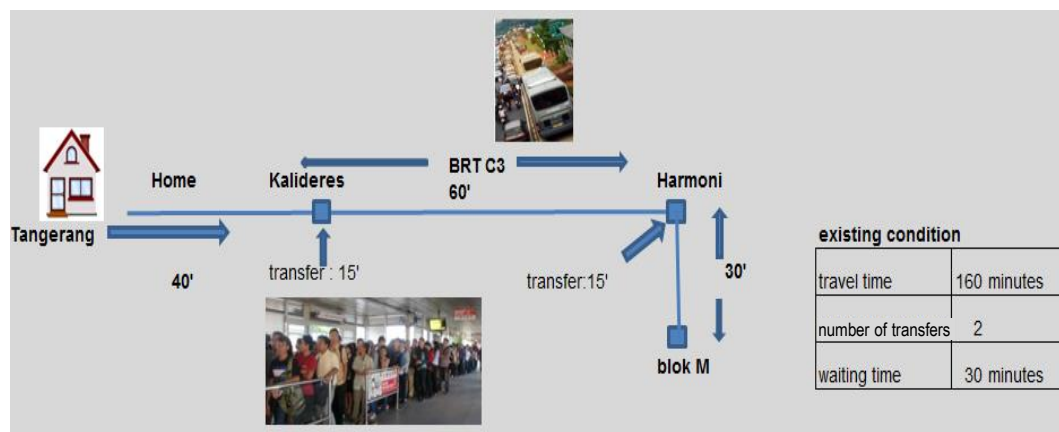 BRT C3
60'
Home
Kalideres
Harmoni
Tangerang
40'
transfer : 15'
transfer:15'
30'
blok M
existing condition
travel time 160 minutes
number of transfers 2
waiting time 30 minutes